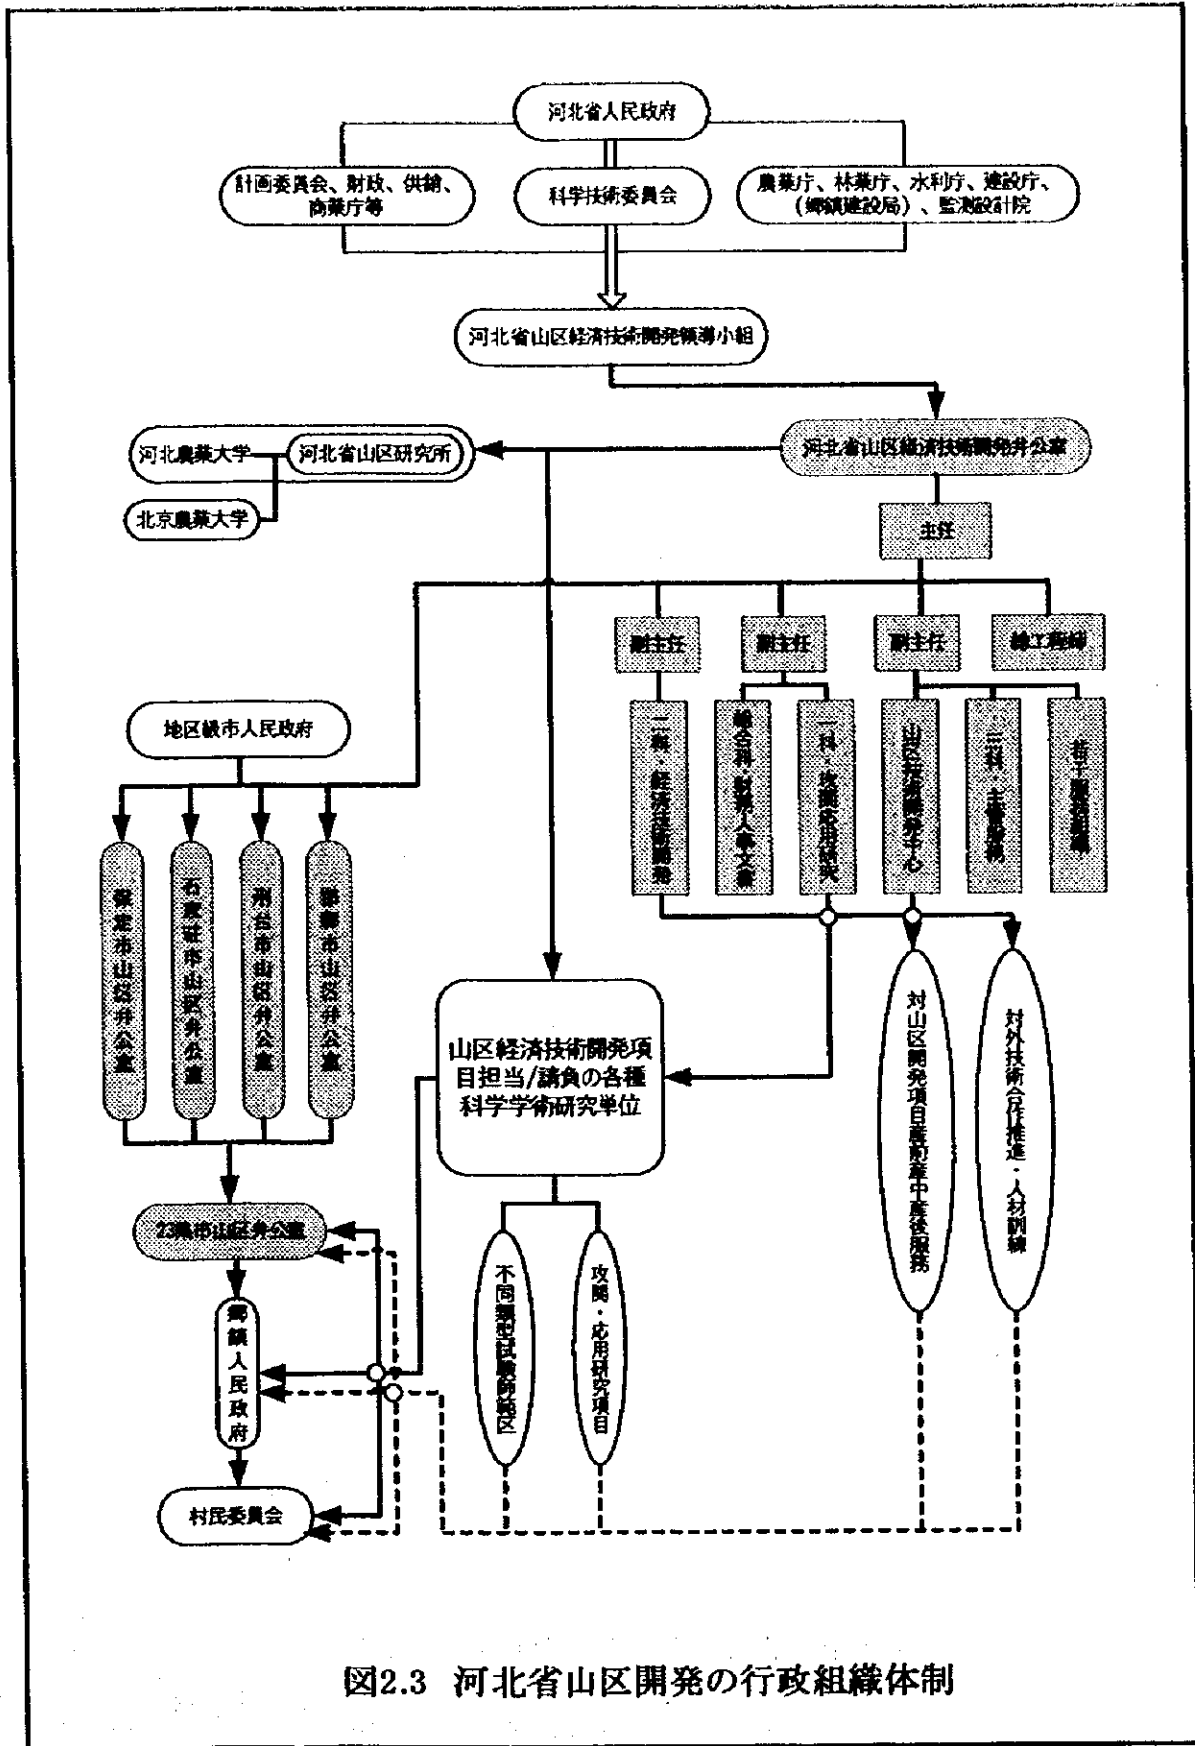 河北省人民政府
計画委員会、財政、供銷、
商業庁等
科学技術委員会
農業庁、林業庁、水利庁、建設庁、
(郷鎮建設局)、監測設計院
河北省山区経済技術開発領導小組
河北農業大学
河北省山区研究所
河北省山区経済技術開発弁公室
北京農業大学
主任
副主任
副主任
副主任
総工程師
二科・経済技術開発
総合科・財務人事文書
一科・攻関応用研究
山区技術開発中心
地区級市人民政府
保定市山区弁公室
石家荘市山区弁公室
邢台市山区弁公室
邯鄲市山区弁公室
山区経済技術開発項
目担当/請負の各種
科学学術研究単位
対山区開発項目産前産中産後服務
対外技術合作推進・人材訓練
23県市山区弁公室
郷鎮人民政府
不同類型試験師範区
攻関・応用研究項目
村民委員会
図2.3 河北省山区開発の行政組織体制